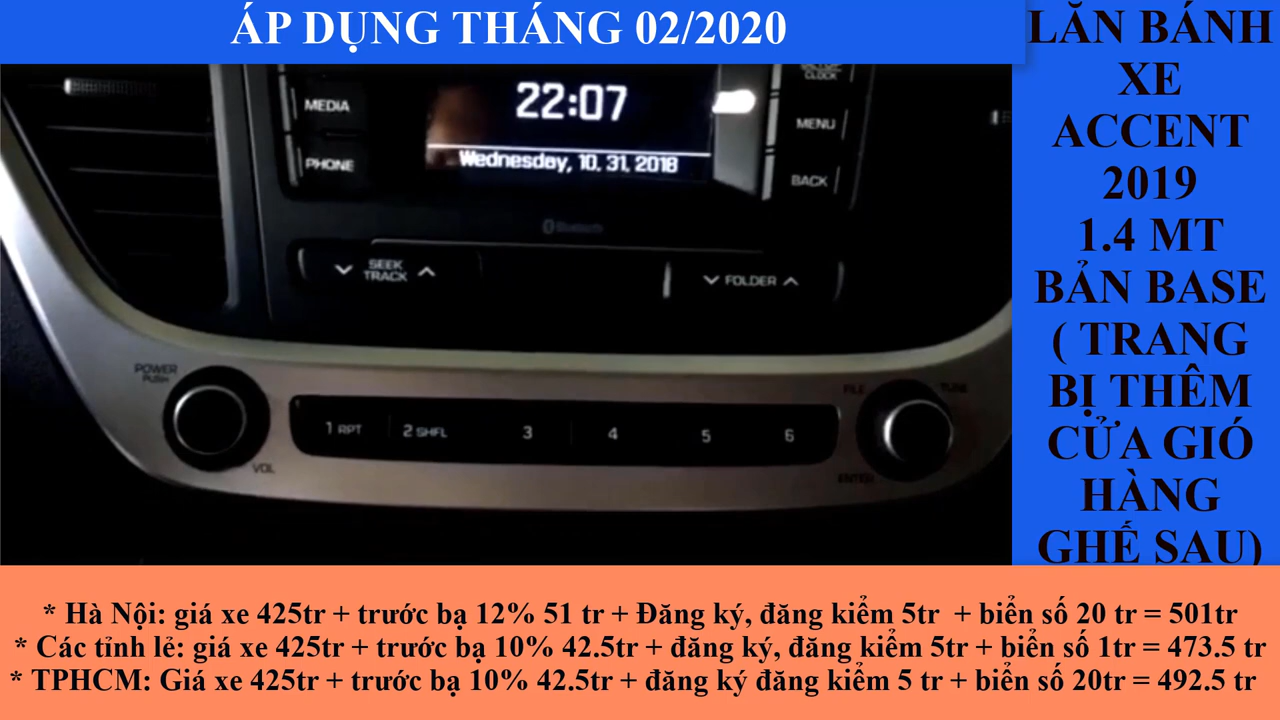 ÁP DỤNG THÁNG 02/2020
LĂN BÁNH
XE
ACCENT
2019
1.4 MT
BẢN BASE
( TRANG
BỊ THÊM
CỬA GIÓ
HÀNG
GHẾ SAU)
CLOCK
MEDIA
22:07
MENU
PHONE
Wednesday, 10. 31. 2018
BACK
Bluetooth
SEEK
TRACK
FOLDER
POWER
PUSH
VOL
1 RPT
2 SHFL
3
4
5
6
FILE
TUNE
ENTER
* Hà Nội: giá xe 425tr + trước bạ 12% 51 tr + Đăng ký, đăng kiểm 5tr + biển số 20 tr = 501tr
* Các tỉnh lẻ: giá xe 425tr + trước bạ 10% 42.5tr + đăng ký, đăng kiểm 5tr + biển số 1tr = 473.5 tr
* TPHCM: Giá xe 425tr + trước bạ 10% 42.5tr + đăng ký đăng kiểm 5 tr + biển số 20tr = 492.5 tr